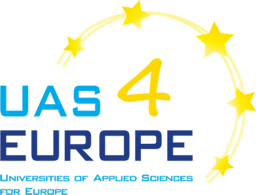 UAS 4
EUROPE
Universities of Applied Sciences
for Europe